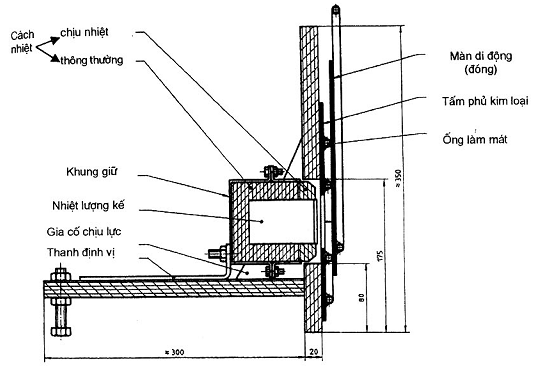 Cách
nhiệt
chịu nhiệt
thông thường
Màn di động
(đóng)
Tấm phủ kim loại
Ống làm mát
Khung giữ
Nhiệt lượng kế
Gia cố chịu lực
Thanh định vị
≈350
175
80
≈300
20